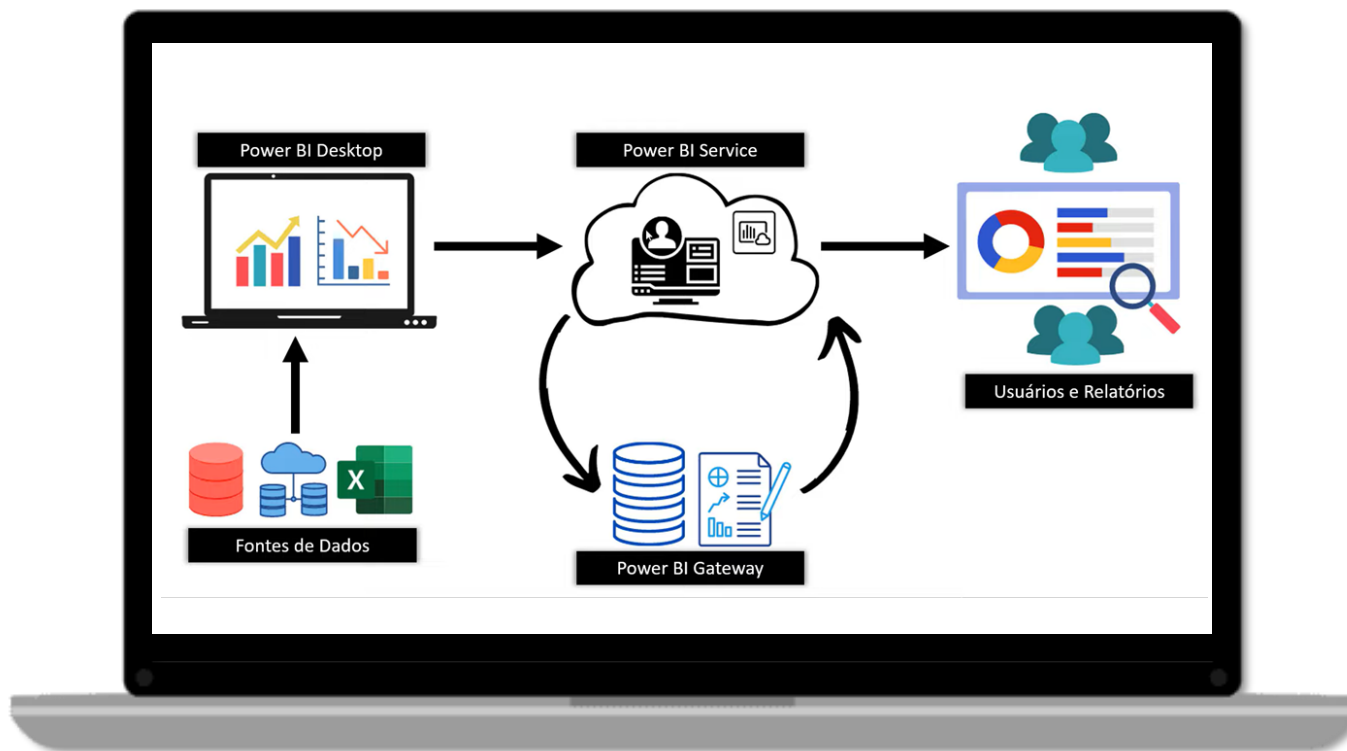 Power BI Desktop
Power BI Service
Usuários e Relatórios
X
Fontes de Dados
Power BI Gateway